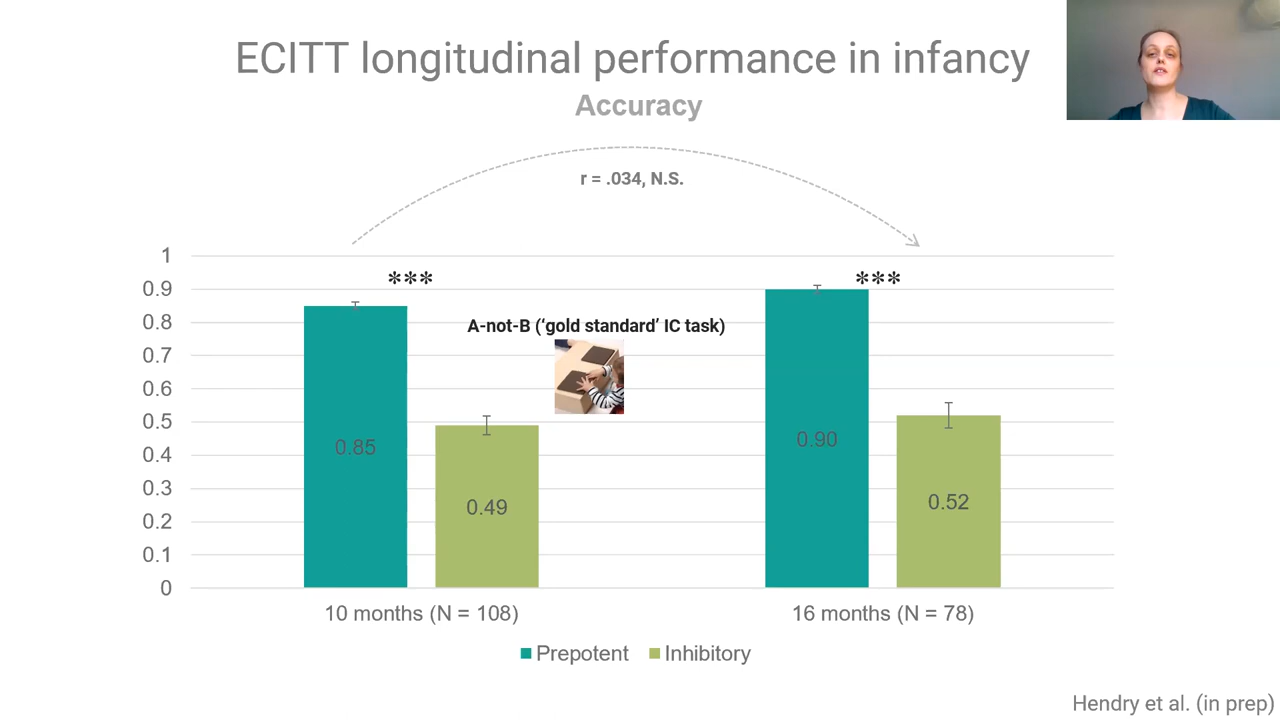 ECITT longitudinal performance in infancy
Accuracy
r = .034, N.S.
1
0.9
0.8
0.7
0.6
0.5
0.4
0.3
0.2
0.1
0
***
***
A-not-B (‘gold standard’ IC task)
0.85
0.49
0.90
0.52
10 months (N = 108)
16 months (N = 78)
Prepotent
Inhibitory
Hendry et al. (in prep)